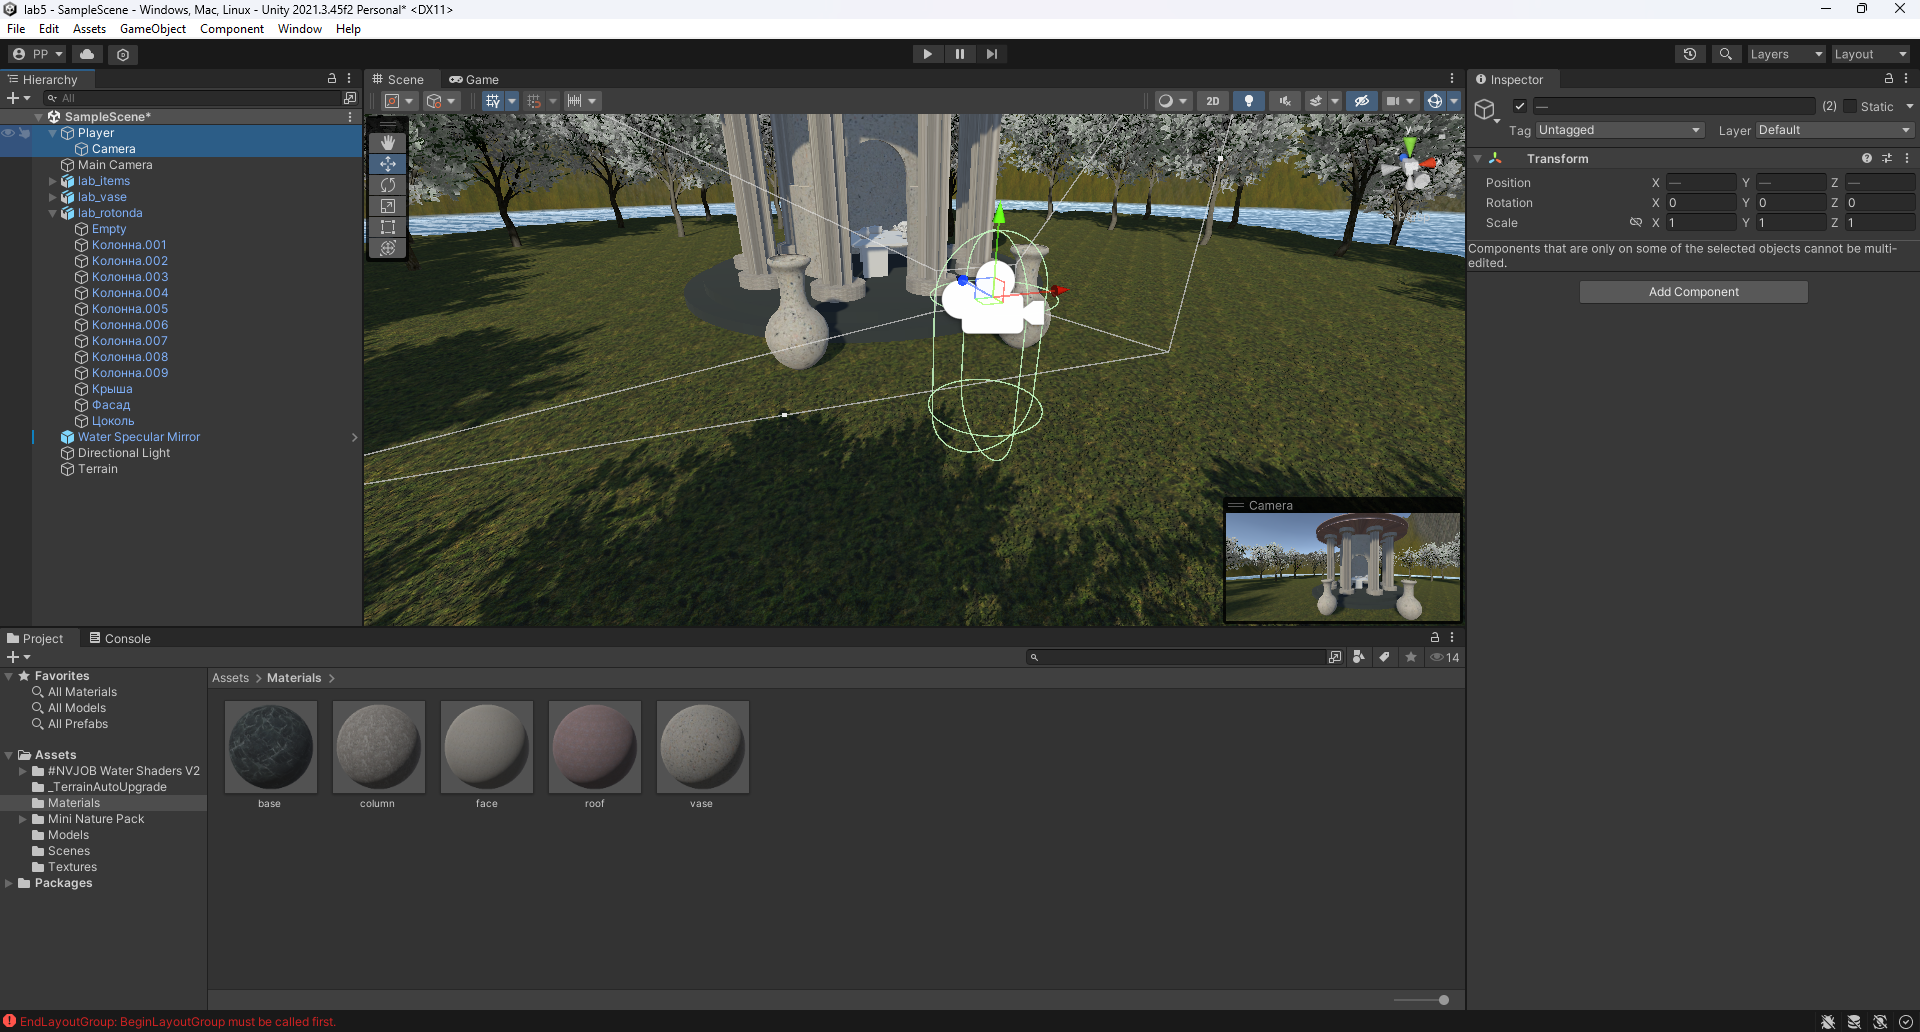 lab5 - SampleScene - Windows, Mac, Linux - Unity 2021.3.45f2 Personal* <DX11>
File Edit Assets GameObject Component Window Help
PP
Layers Layout
Hierarchy
All
SampleScene*
Player
Camera
Main Camera
lab_items
lab_vase
lab_rotonda
Empty
Колонна.001
Колонна.002
Колонна.003
Колонна.004
Колонна.005
Колонна.006
Колонна.007
Колонна.008
Колонна.009
Крыша
Фасад
Цоколь
Water Specular Mirror
Directional Light
Terrain
Scene Game
2D
y
Camera
Inspector
— (2) Static
Tag Untagged Layer Default
Transform
Position X — Y — Z —
Rotation X 0 Y 0 Z 0
Scale X 1 Y 1 Z 1
Components that are only on some of the selected objects cannot be multi-
edited.
Add Component
Project Console
14
Favorites
All Materials
All Models
All Prefabs
Assets
#NVJOB Water Shaders V2
_TerrainAutoUpgrade
Materials
Mini Nature Pack
Models
Scenes
Textures
Packages
Assets > Materials >
base column face roof vase
EndLayoutGroup: BeginLayoutGroup must be called first.